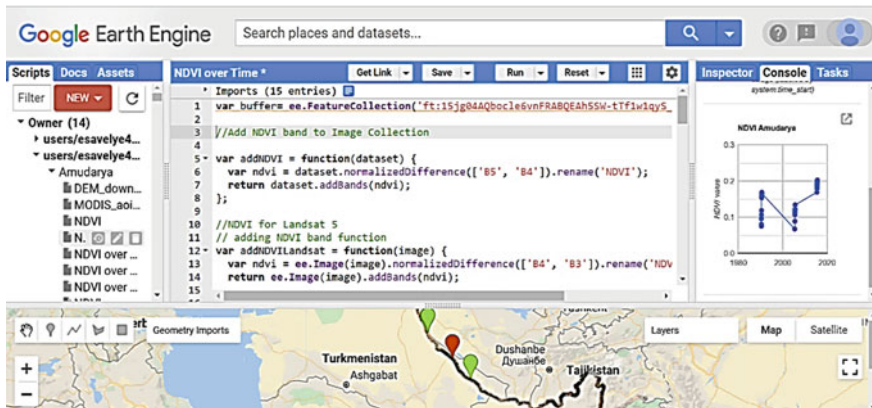 Google Earth Engine
Search places and datasets...
Scripts Docs Assets
Filter NEW
Owner (14)
users/esavelye4...
users/esavelye4...
Amudarya
DEM_down...
MODIS_aoi...
NDVI
N.
NDVI over ...
NDVI over ...
NDVI over ...
NDVI over Time *
Get Link Save Run Reset
Imports (15 entries)
1 var bufferm= ee.FeatureCollection('ft:
2
3 //Add NDVI band to Image Collection
4
5 var addNDVI = function(dataset) {
6 var ndvi = dataset.normalizedDifference(['B5', 'B4']).rename('NDVI');
7 return dataset.addBands(ndvi);
8 };
9
10 //NDVI for Landsat 5
11 // adding NDVI band function
12 var addNDVILandsat = function(image) {
13 var ndvi = ee.Image(image).normalizedDifference(['B4', 'B3']).rename('NDV
14 return ee.Image(image).addBands(ndvi);
15
Inspector Console Tasks
system:time_start)
NDVI Amudarya
NDVI value
0.3
0.2
0.1
0.0
1980 2000 2020
Geometry Imports
Layers
Map Satellite
Turkmenistan
Ashgabat
Dushanbe
Душанбе
Tajikistan
+
−